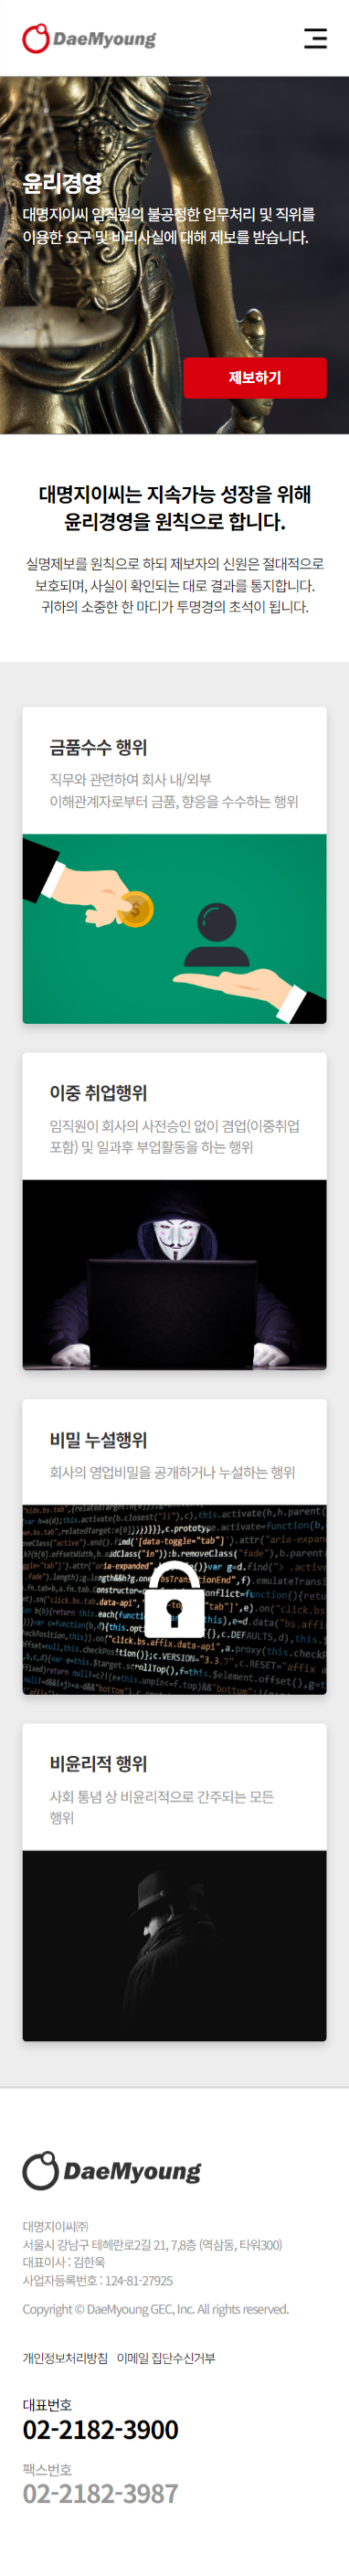 DaeMyoung
윤리경영
대명지이씨 임직원의 불공정한 업무처리 및 직위를
이용한 요구 및 비리사실에 대해 제보를 받습니다.
제보하기
대명지이씨는 지속가능 성장을 위해
윤리경영을 원칙으로 합니다.
실명제보를 원칙으로 하되 제보자의 신원은 절대적으로
보호되며, 사실이 확인되는 대로 결과를 통지합니다.
귀하의 소중한 한 마디가 투명경의 초석이 됩니다.
금품수수 행위
직무와 관련하여 회사 내/외부
이해관계자로부터 금품, 향응을 수수하는 행위
이중 취업행위
임직원이 회사의 사전승인 없이 겸업(이중취업
포함) 및 일과후 부업활동을 하는 행위
비밀 누설행위
회사의 영업비밀을 공개하거나 누설하는 행위
비윤리적 행위
사회 통념 상 비윤리적으로 간주되는 모든
행위
DaeMyoung
대명지이씨㈜
서울시 강남구 테헤란로2길 21, 7,8층 (역삼동, 타워300)
대표이사 : 김한욱
사업자등록번호 : 124-81-27925
Copyright © DaeMyoung GEC, Inc. All rights reserved.
개인정보처리방침 이메일 집단수신거부
대표번호
02-2182-3900
팩스번호
02-2182-3987